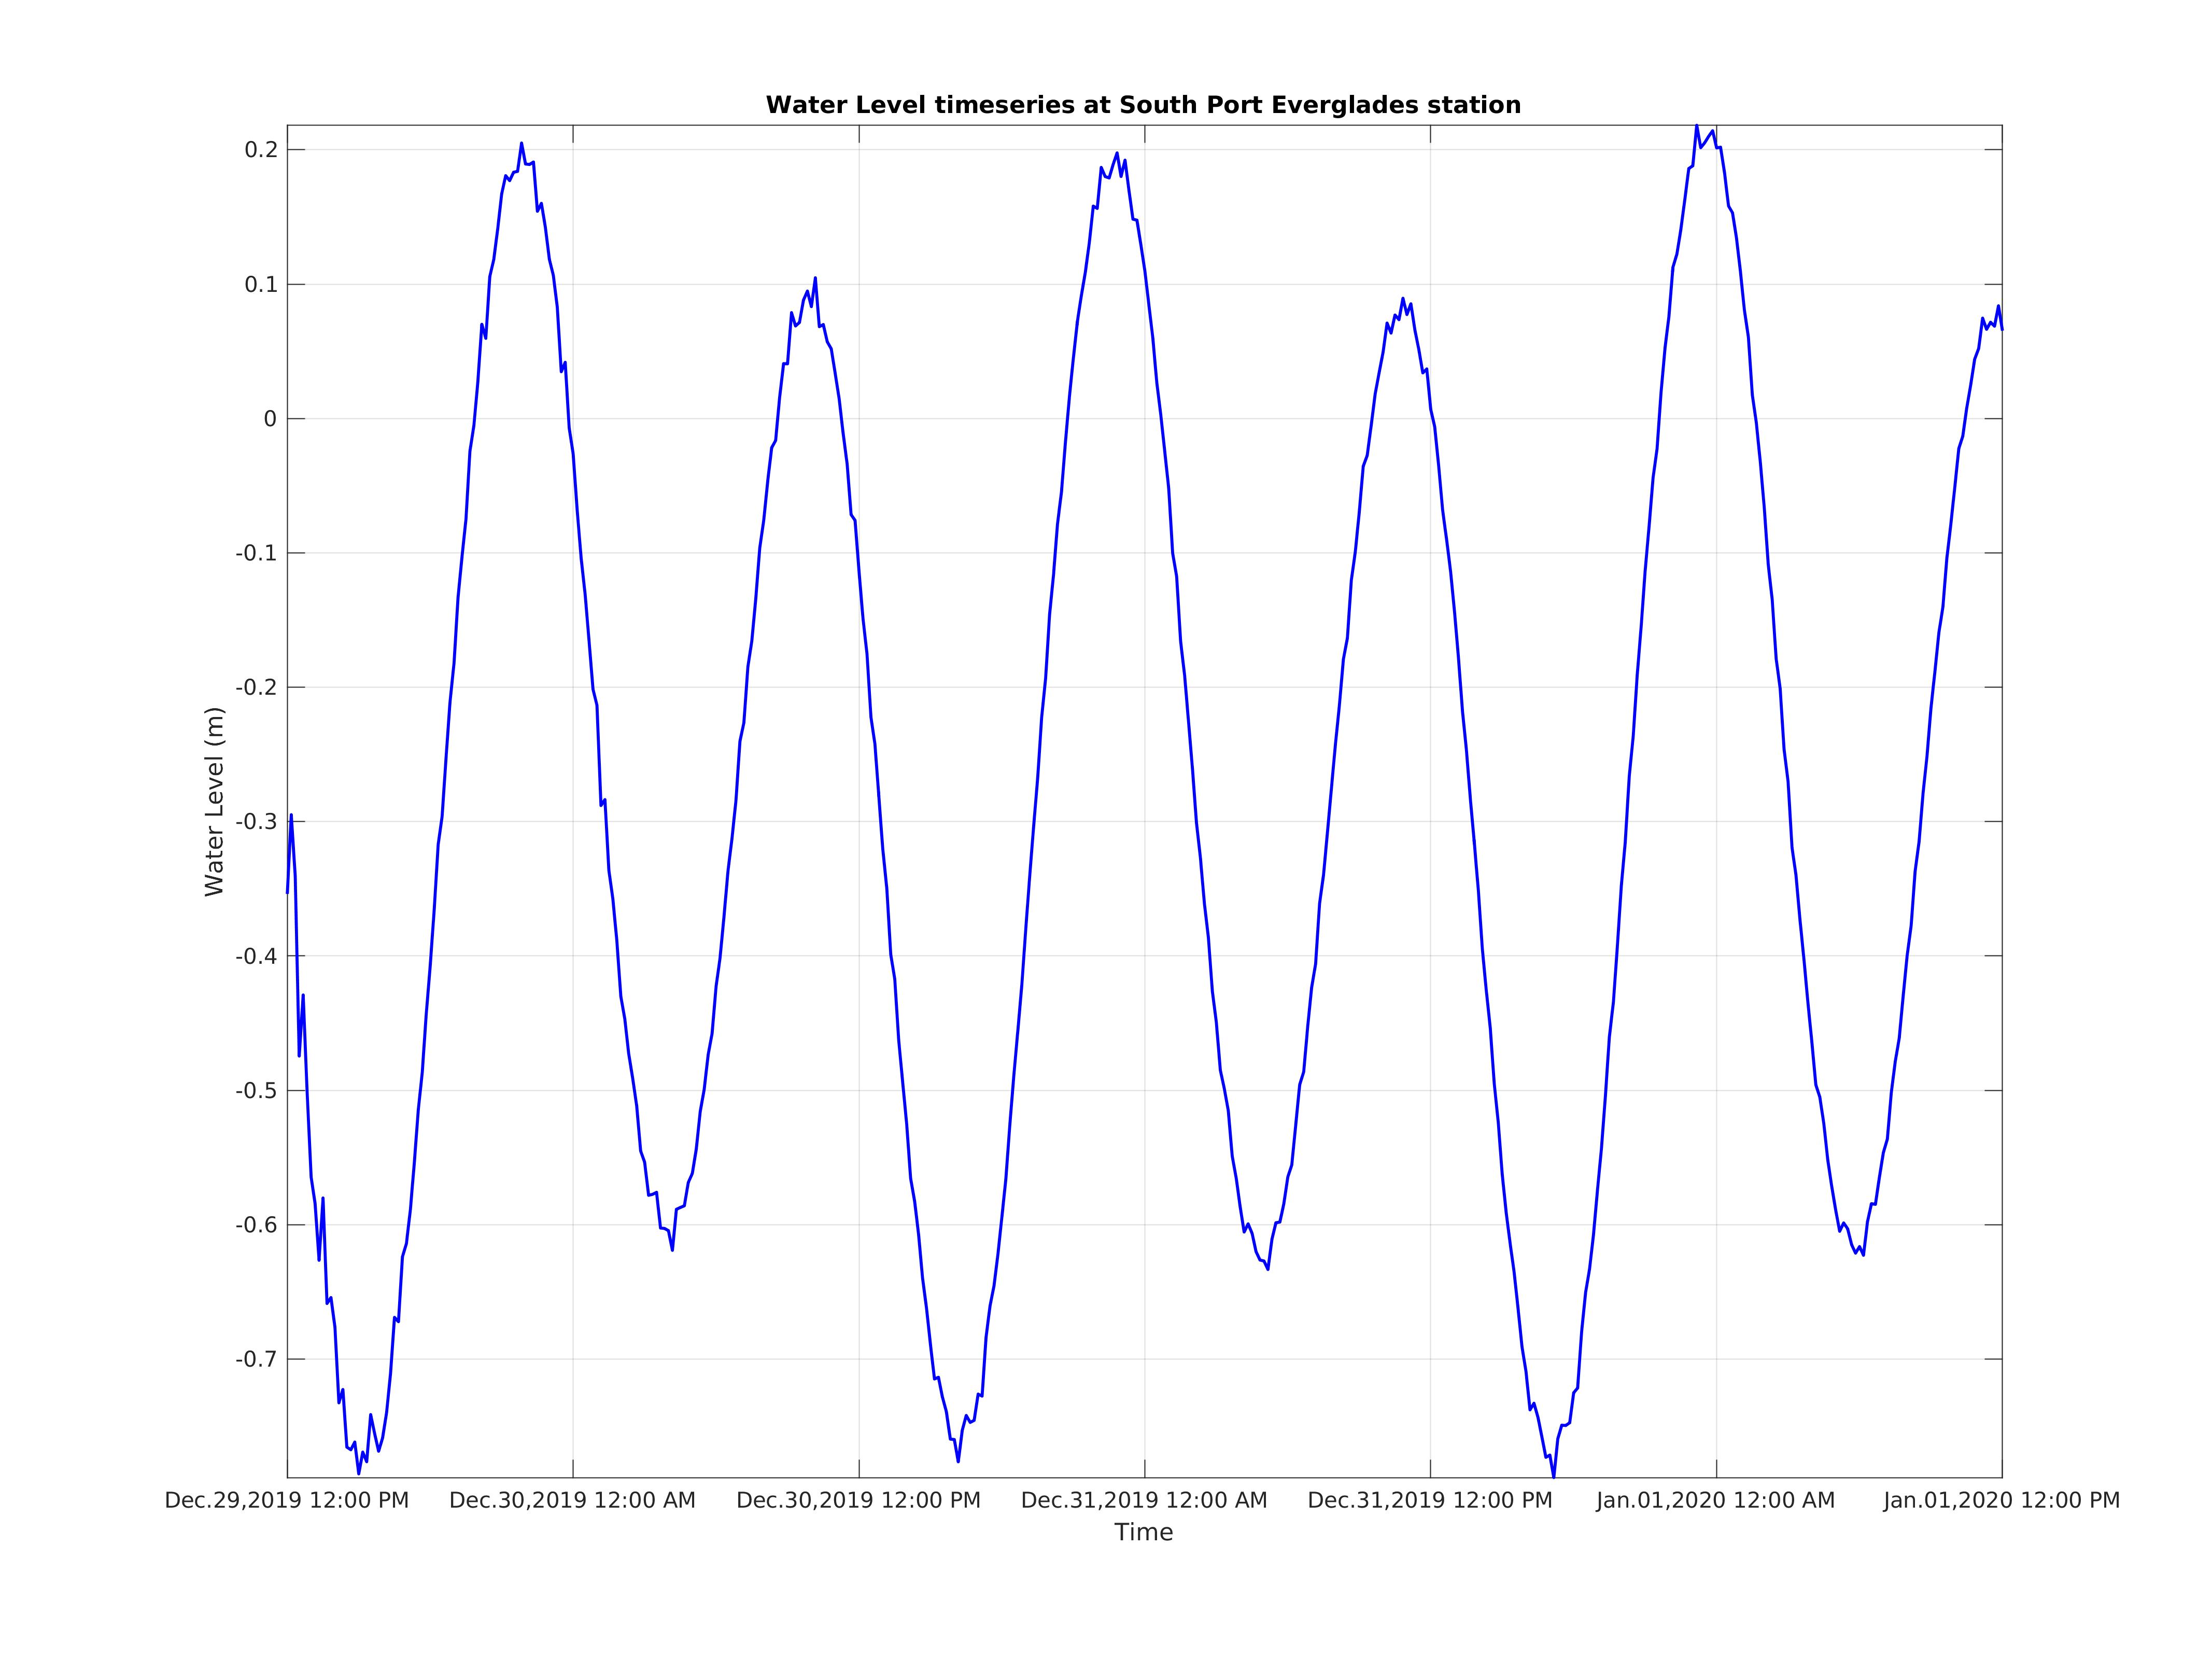 Water Level timeseries at South Port Everglades station
0.2
0.1
0
-0.1
-0.2
-0.3
-0.4
-0.5
-0.6
-0.7
Water Level (m)
Dec.29,2019 12:00 PM Dec.30,2019 12:00 AM Dec.30,2019 12:00 PM Dec.31,2019 12:00 AM Dec.31,2019 12:00 PM Jan.01,2020 12:00 AM Jan.01,2020 12:00 PM
Time